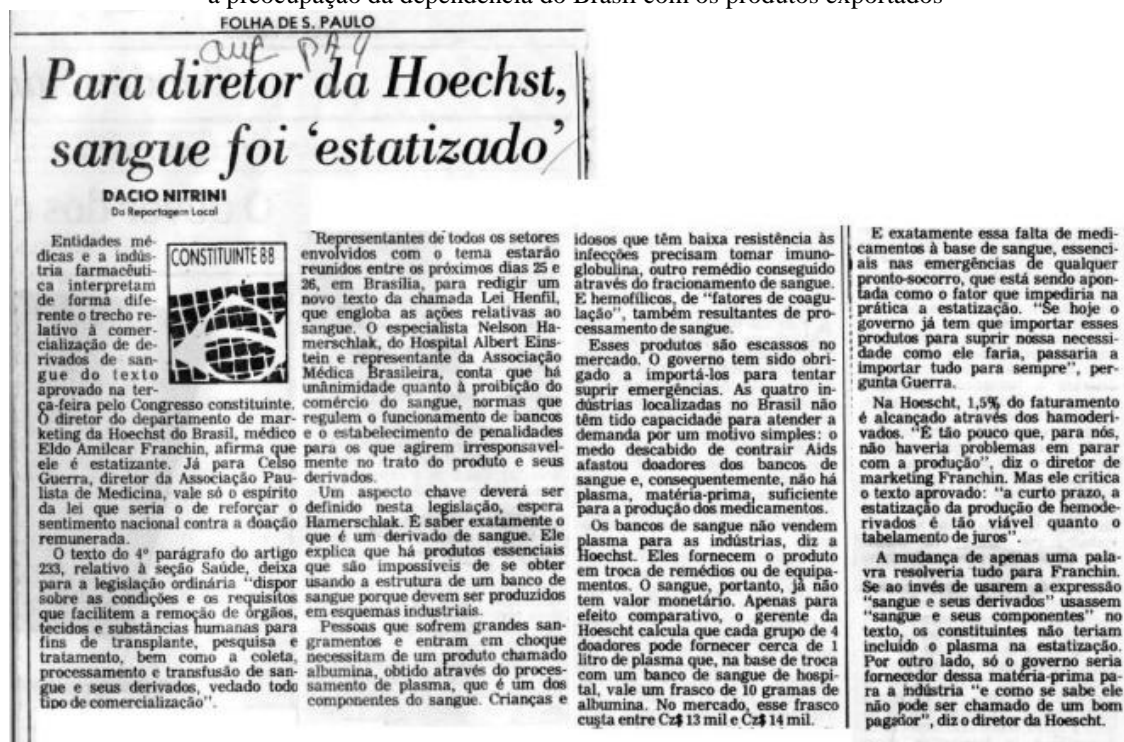 a preocupação da dependência do Brasil com os produtos exportados
FOLHA DE S. PAULO
Para diretor da Hoechst,
sangue foi ‘estatizado’
DACIO NITRINI
Da Reportagem Local
Entidades mé-
dicas e a indús-
tria farmacêuti-
ca interpretam
de forma dife-
rente o trecho re-
lativo à comer-
cialização de de-
rivados de san-
gue do texto
aprovado na ter-
CONSTITUINTE 88
ça-feira pelo Congresso constituinte.
O diretor do departamento de mar-
keting da Hoechst do Brasil, médico
Eldo Amilcar Franchin, afirma que
ele é estatizante. Já para Celso
Guerra, diretor da Associação Pau-
lista de Medicina, vale só o espírito
da lei que seria o de reforçar o
sentimento nacional contra a doação
remunerada.
O texto do 4º parágrafo do artigo
233, relativo à seção Saúde, deixa
para a legislação ordinária "dispor
sobre as condições e os requisitos
que facilitem a remoção de órgãos,
tecidos e substâncias humanas para
fins de transplante, pesquisa e
tratamento, bem como a coleta,
processamento e transfusão de san-
gue e seus derivados, vedado todo
tipo de comercialização".
Representantes de todos os setores
envolvidos com o tema estarão
reunidos entre os próximos dias 25 e
26, em Brasília, para redigir um
novo texto da chamada Lei Henfil,
que engloba as ações relativas ao
sangue. O especialista Nelson Ha-
merschlak, do Hospital Albert Eins-
tein e representante da Associação
Médica Brasileira, conta que há
unânimidade quanto à proibição do
comércio do sangue, normas que
regulem o funcionamento de bancos
e o estabelecimento de penalidades
para os que agirem irresponsavel-
mente no trato do produto e seus
derivados.
Um aspecto chave deverá ser
definido nesta legislação, espera
Hamerschlak. É saber exatamente o
que é um derivado de sangue. Ele
explica que há produtos essenciais
que são impossíveis de se obter
usando a estrutura de um banco de
sangue porque devem ser produzidos
em esquemas industriais.
Pessoas que sofrem grandes san-
gramentos e entram em choque
necessitam de um produto chamado
albumina, obtido através do proces-
samento de plasma, que é um dos
componentes do sangue. Crianças e
idosos que têm baixa resistência às
infecções precisam tomar imuno-
globulina, outro remédio conseguido
através do fracionamento de sangue.
E hemofílicos, de "fatores de coagu-
lação", também resultantes de pro-
cessamento de sangue.
Esses produtos são escassos no
mercado. O governo tem sido obri-
gado a importá-los para tentar
suprir emergências. As quatro in-
dústrias localizadas no Brasil não
têm tido capacidade para atender a
demanda por um motivo simples: o
medo descabido de contrair Aids
afastou doadores dos bancos de
sangue e, consequentemente, não há
plasma, matéria-prima, suficiente
para a produção dos medicamentos.
Os bancos de sangue não vendem
plasma para as indústrias, diz a
Hoechst. Eles fornecem o produto
em troca de remédios ou de equipa-
mentos. O sangue, portanto, já não
tem valor monetário. Apenas para
efeito comparativo, o gerente da
Hoescht calcula que cada grupo de 4
doadores pode fornecer cerca de 1
litro de plasma que, na base de troca
com um banco de sangue de hospi-
tal, vale um frasco de 10 gramas de
albumina. No mercado, esse frasco
custa entre Cz$ 13 mil e Cz$ 14 mil.
E exatamente essa falta de medi-
camentos à base de sangue, essenci-
ais nas emergências de qualquer
pronto-socorro, que está sendo apon-
tada como o fator que impediria na
prática a estatização. "Se hoje o
governo já tem que importar esses
produtos para suprir nossa necessi-
dade como ele faria, passaria a
importar tudo para sempre", per-
gunta Guerra.
Na Hoescht, 1,5% do faturamento
é alcançado através dos hamoderi-
vados. "É tão pouco que, para nós,
não haveria problemas em parar
com a produção", diz o diretor de
marketing Franchin. Mas ele critica
o texto aprovado: "a curto prazo, a
estatização da produção de hemode-
rivados é tão viável quanto o
tabelamento de juros".
A mudança de apenas uma pala-
vra resolveria tudo para Franchin.
Se ao invés de usarem a expressão
"sangue e seus derivados" usassem
"sangue e seus componentes" no
texto, os constituintes não teriam
incluído o plasma na estatização.
Por outro lado, só o governo seria
fornecedor dessa matéria-prima pa-
ra a indústria "e como se sabe ele
não pode ser chamado de um bom
pagador", diz o diretor da Hoescht.